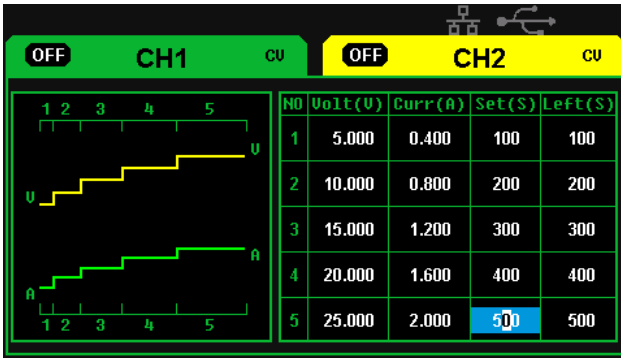 OFF CH1 CV OFF CH2 CV
1 2 3 4 5
V
V
A
A
1 2 3 4 5
NO Volt(V) Curr(A) Set(S) Left(S)
1 5.000 0.400 100 100
2 10.000 0.800 200 200
3 15.000 1.200 300 300
4 20.000 1.600 400 400
5 25.000 2.000 500 500